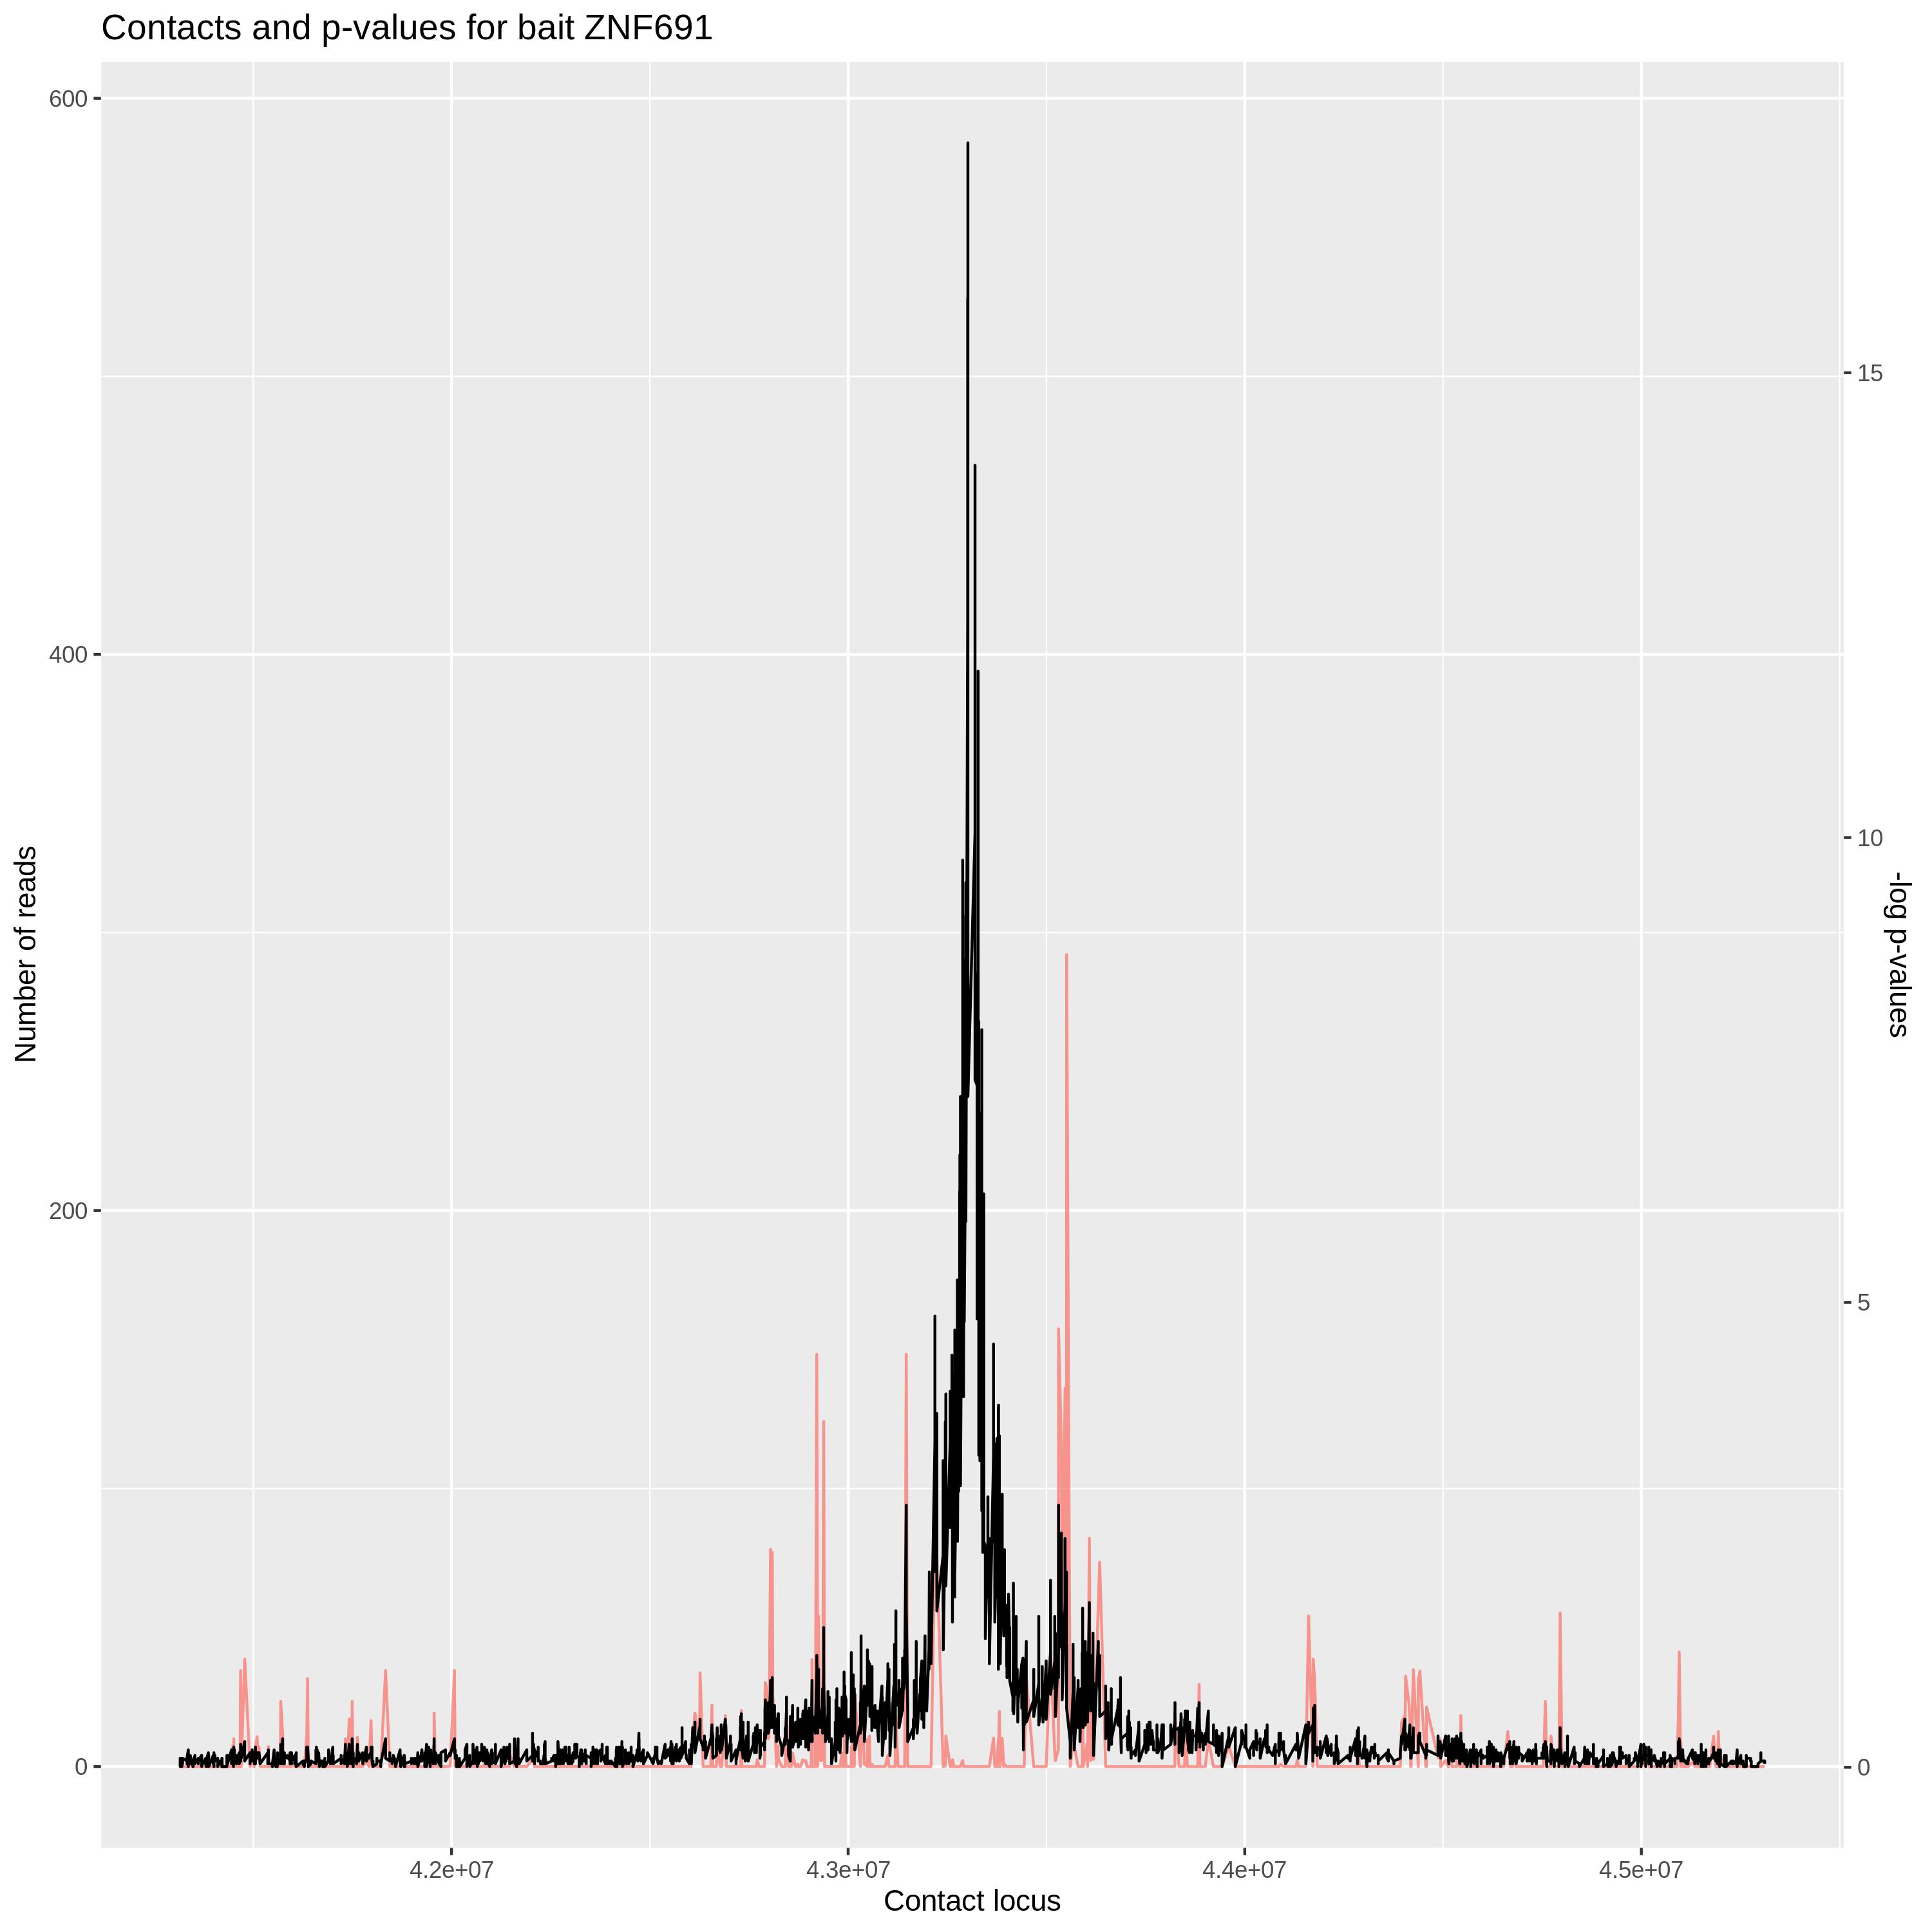 Contacts and p-values for bait ZNF691
600
400
200
0
Number of reads
15
10
5
0
-log p-values
4.2e+07
4.3e+07
4.4e+07
4.5e+07
Contact locus